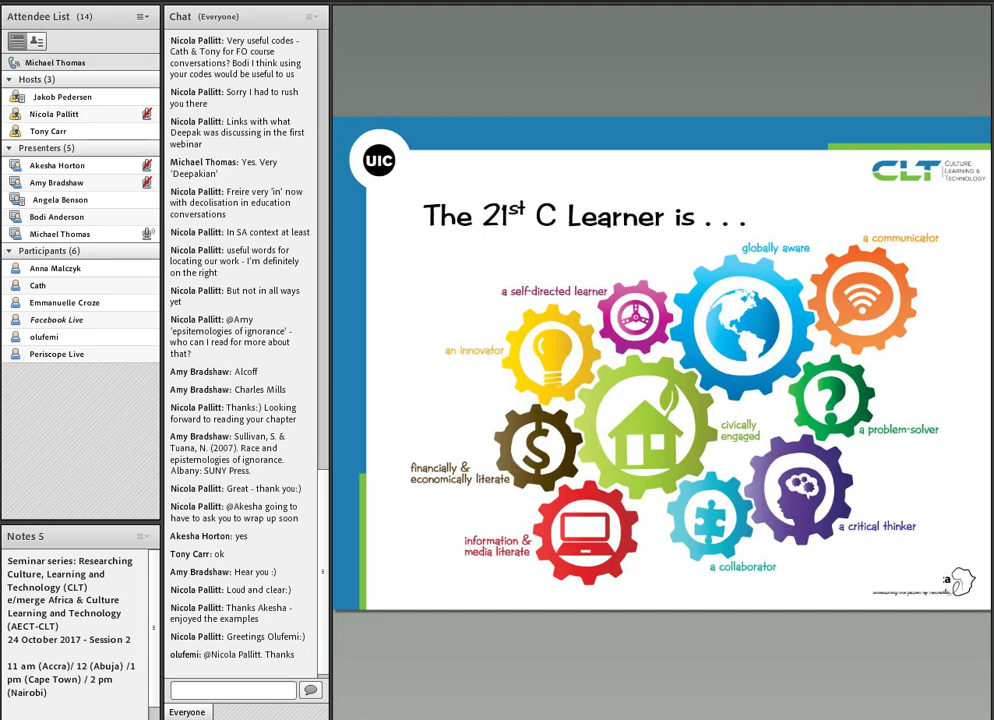 Attendee List (14)
Michael Thomas
Hosts (3)
Jakob Pedersen
Nicola Pallitt
Tony Carr
Presenters (5)
Akesha Horton
Amy Bradshaw
Angela Benson
Bodi Anderson
Michael Thomas
Participants (6)
Anna Malczyk
Cath
Emmanuelle Croze
Facebook Live
olufemi
Periscope Live
Notes 5
Seminar series: Researching
Culture, Learning and
Technology (CLT)
e/merge Africa & Culture
Learning and Technology
(AECT-CLT)
24 October 2017 - Session 2
11 am (Accra)/ 12 (Abuja) /1
pm (Cape Town) / 2 pm
(Nairobi)
Chat (Everyone)
Nicola Pallitt: Very useful codes -
Cath & Tony for FO course
conversations? Bodi I think using
your codes would be useful to us
Nicola Pallitt: Sorry I had to rush
you there
Nicola Pallitt: Links with what
Deepak was discussing in the first
webinar
Michael Thomas: Yes. Very
'Deepakian'
Nicola Pallitt: Freire very 'in' now
with decolisation in education
conversations
Nicola Pallitt: In SA context at least
Nicola Pallitt: useful words for
locating our work - I'm definitely
on the right
Nicola Pallitt: But not in all ways
yet
Nicola Pallitt: @Amy
'epistemologies of ignorance' -
who can I read for more about
that?
Amy Bradshaw: Alcoff
Amy Bradshaw: Charles Mills
Nicola Pallitt: Thanks:) Looking
forward to reading your chapter
Amy Bradshaw: Sullivan, S. &
Tuana, N. (2007). Race and
epistemologies of ignorance.
Albany: SUNY Press.
Nicola Pallitt: Great - thank you:)
Nicola Pallitt: @Akesha going to
have to ask you to wrap up soon
Akesha Horton: yes
Tony Carr: ok
Amy Bradshaw: Hear you :)
Nicola Pallitt: Loud and clear:)
Nicola Pallitt: Thanks Akesha -
enjoyed the examples
Nicola Pallitt: Greetings Olufemi:)
olufemi: @Nicola Pallitt. Thanks
Everyone
UIC
CLT CULTURE
LEARNING &
TECHNOLOGY
The 21st C Learner is . . .
a communicator
globally aware
a self-directed learner
an innovator
a problem-solver
civically
engaged
financially &
economically literate
a critical thinker
information &
media literate
a collaborator